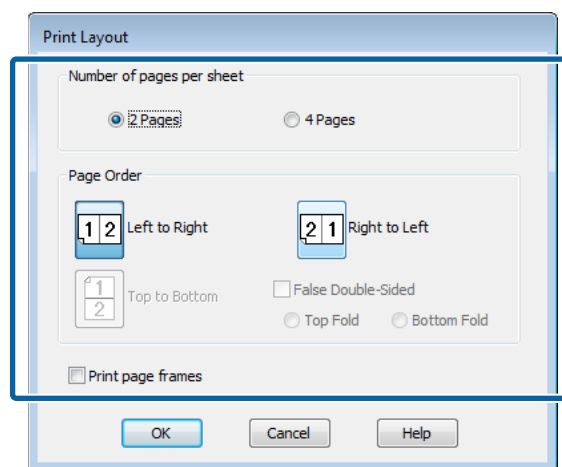 Print Layout
Number of pages per sheet
2 Pages 4 Pages
Page Order
1 2 Left to Right 2 1 Right to Left
1
2
Top to Bottom False Double-Sided
Top Fold Bottom Fold
Print page frames
OK Cancel Help